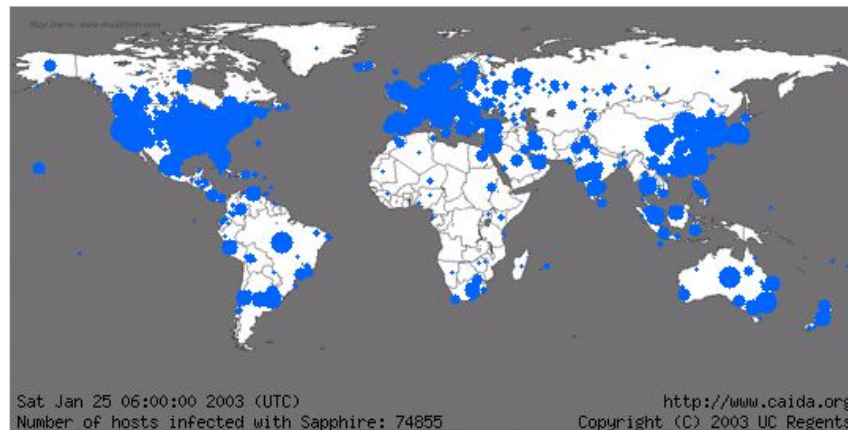 Sat Jan 25 06:00:00 2003 (UTC)
http://www.caida.org
Number of hosts infected with Sapphire: 74855
Copyright (C) 2003 UC Regents